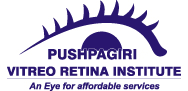 PUSHPAGIRI
VITREO RETINA INSTITUTE
An Eye for affordable services